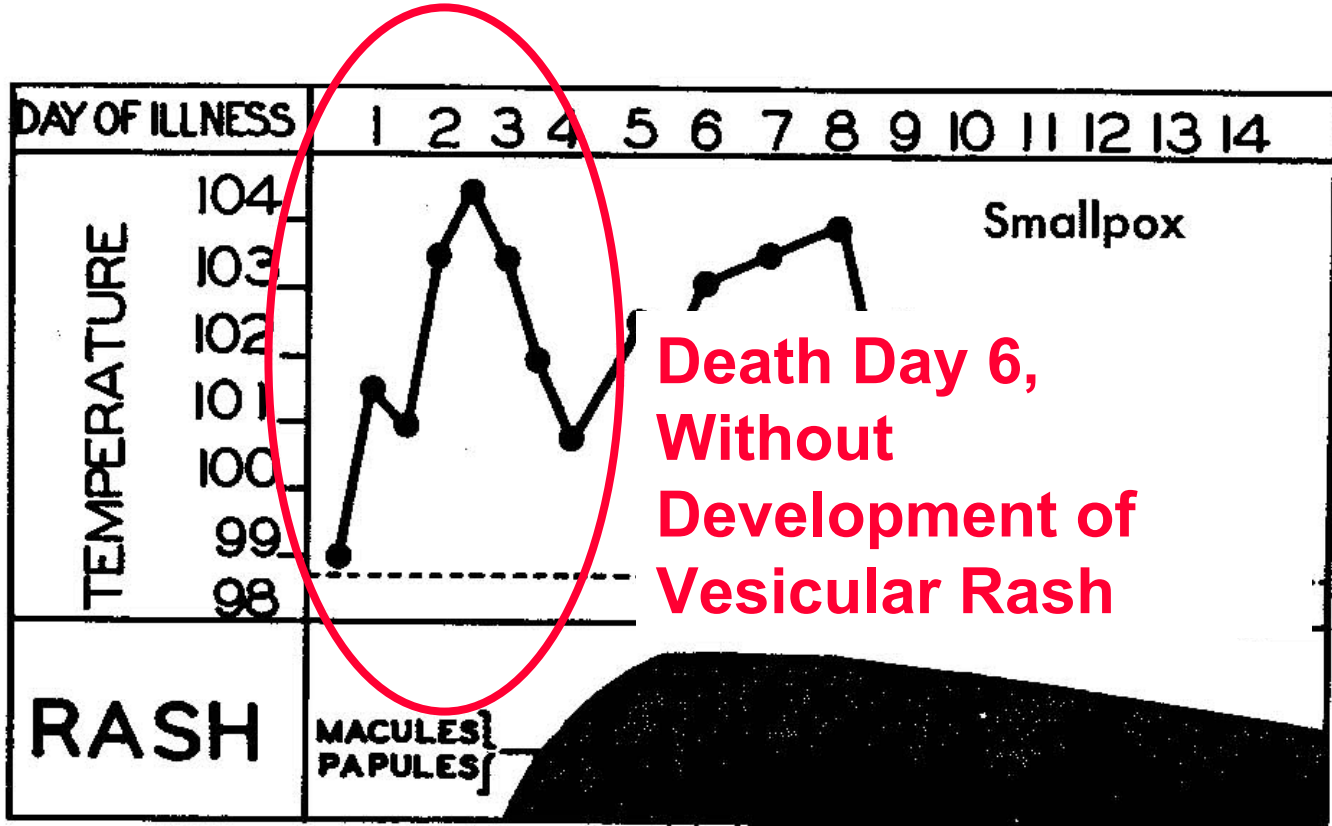 DAY OF ILLNESS 1 2 3 4 5 6 7 8 9 10 11 12 13 14
Smallpox
TEMPERATURE
104
103
102
101
100
99
98
Death Day 6,
Without
Development of
Vesicular Rash
RASH
MACULES
PAPULES